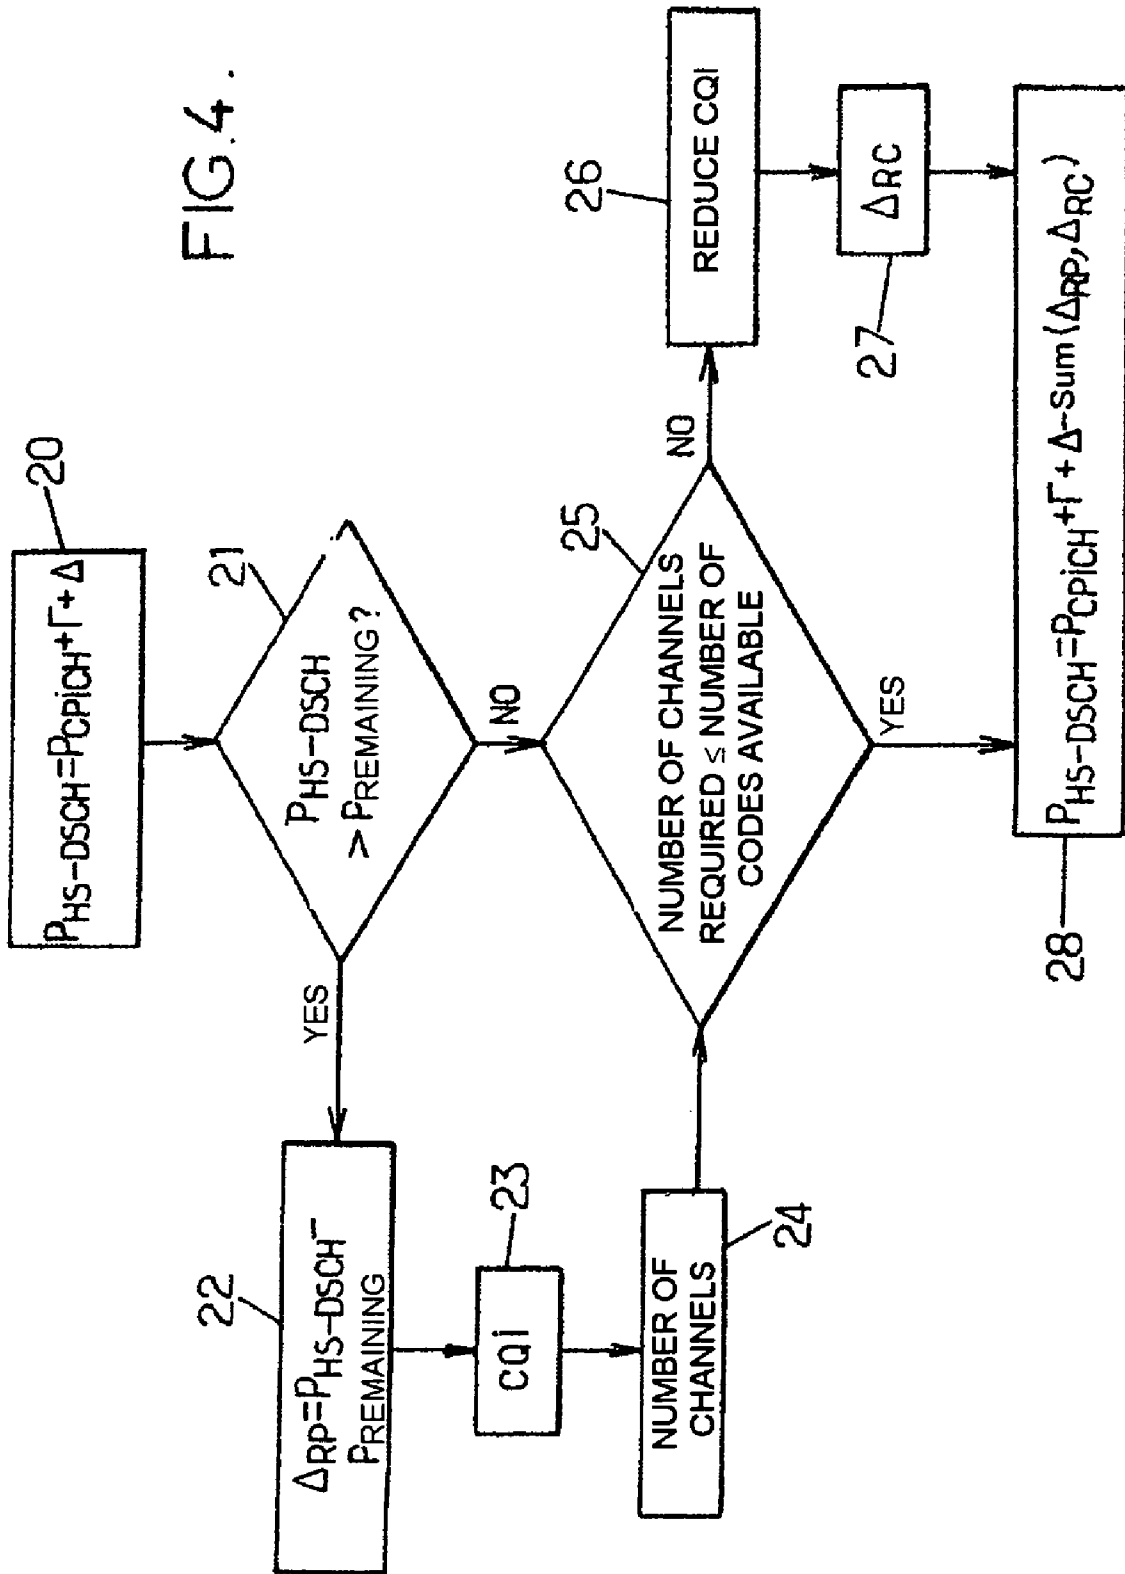 FIG.4.
20
PHS-DSCH=PCPiCH+Γ+Δ
21
PHS-DSCH
> PREMAINING?
YES
NO
22
ΔRP=PHS-DSCH-
PREMAINING
23
CQi
24
NUMBER OF
CHANNELS
25
NUMBER OF CHANNELS
REQUIRED ≤ NUMBER OF
CODES AVAILABLE
NO
YES
26
REDUCE CQI
27
ΔRC
28
PHS-DSCH=PCPiCH+Γ+Δ-sum(ΔRP,ΔRC)